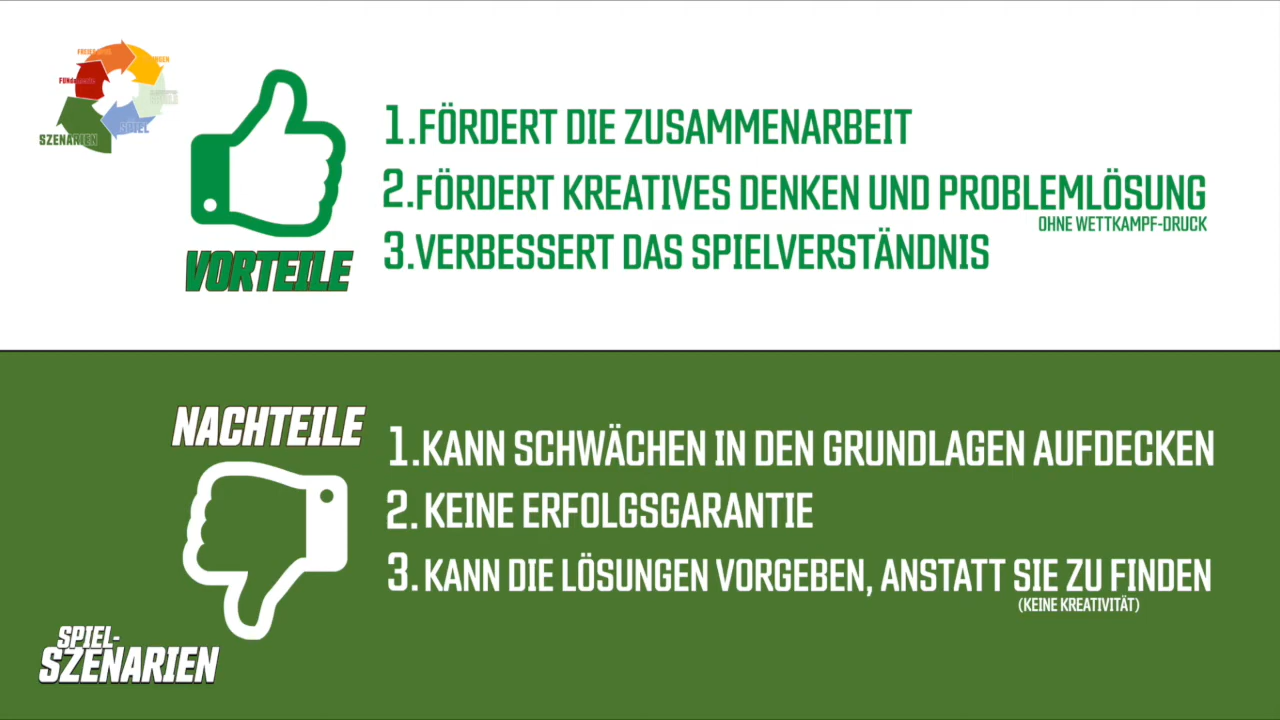 SZENARIEN
SPIEL
VORTEILE
1. FÖRDERT DIE ZUSAMMENARBEIT
2. FÖRDERT KREATIVES DENKEN UND PROBLEMLÖSUNG
OHNE WETTKAMPF-DRUCK
3. VERBESSERT DAS SPIELVERSTÄNDNIS
NACHTEILE
1. KANN SCHWÄCHEN IN DEN GRUNDLAGEN AUFDECKEN
2. KEINE ERFOLGSGARANTIE
3. KANN DIE LÖSUNGEN VORGEBEN, ANSTATT SIE ZU FINDEN
(KEINE KREATIVITÄT)
SPIEL-
SZENARIEN